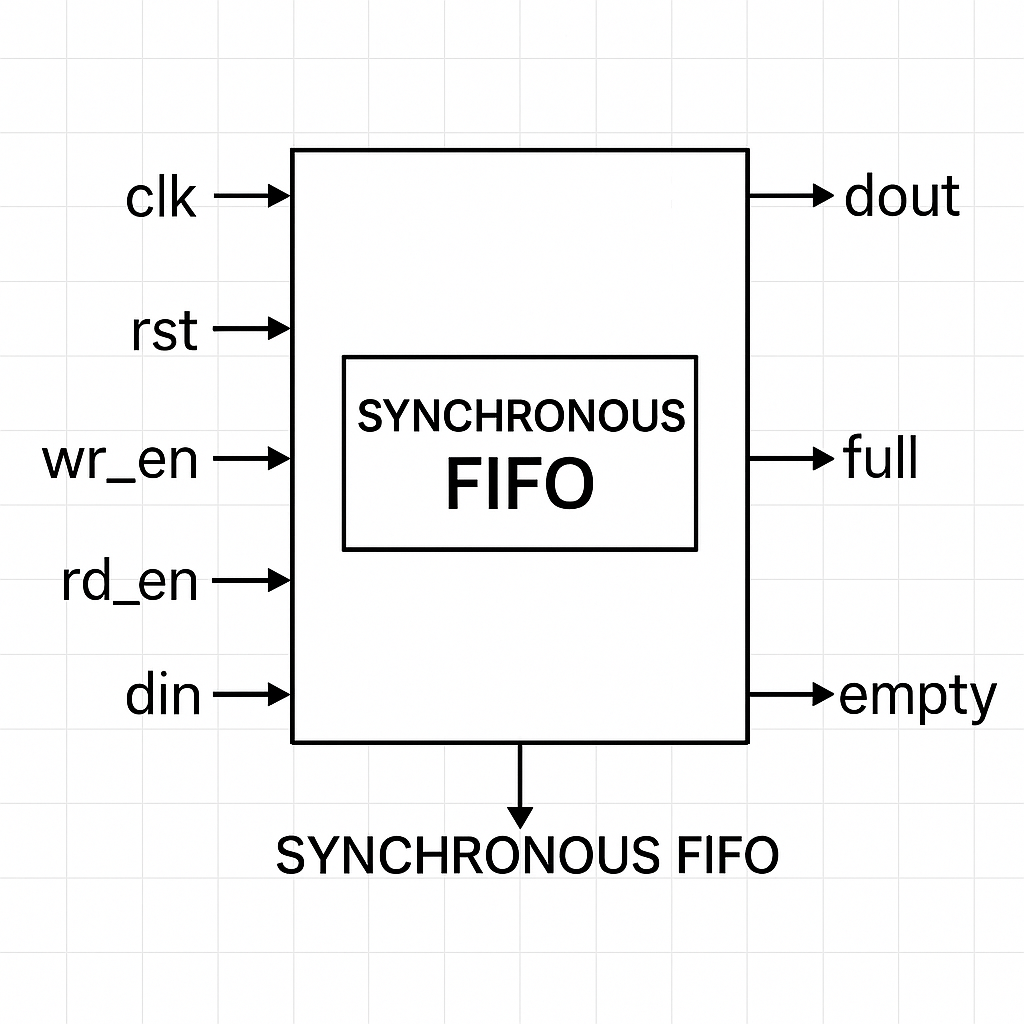 clk
dout
rst
SYNCHRONOUS
FIFO
wr_en
full
rd_en
din
empty
SYNCHRONOUS FIFO